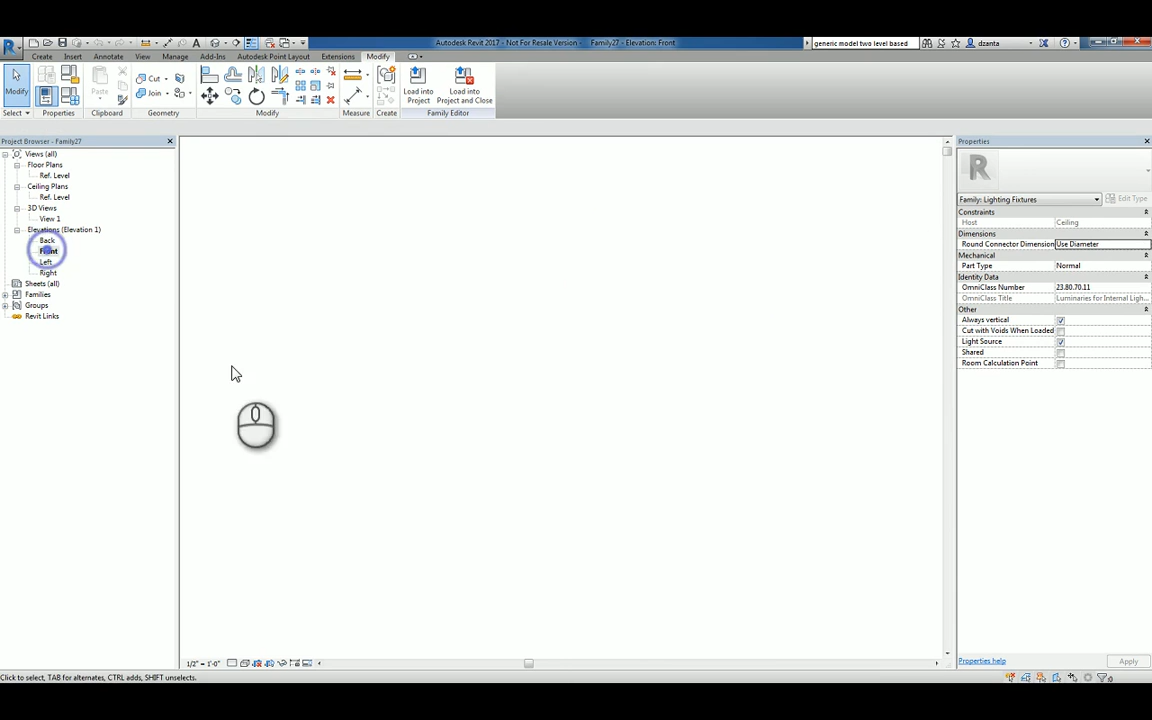 Autodesk Revit 2017 - Not For Resale Version - Family27 - Elevation: Front
generic model two level based
dzanta
Create Insert Annotate View Manage Add-Ins Autodesk Point Layout Extensions Modify
Modify
Paste
Cut
Join
Load into Project
Load into Project and Close
Select Properties Clipboard Geometry Modify Measure Create Family Editor
Project Browser - Family27
Views (all)
Floor Plans
Ref. Level
Ceiling Plans
Ref. Level
3D Views
View 1
Elevations (Elevation 1)
Back
Front
Left
Right
Sheets (all)
Families
Groups
Revit Links
Properties
R
Family: Lighting Fixtures Edit Type
Constraints
Host Ceiling
Dimensions
Round Connector Dimension Use Diameter
Mechanical
Part Type Normal
Identity Data
OmniClass Number 23.80.70.11
OmniClass Title Luminaries for Internal Ligh...
Other
Always vertical
Cut with Voids When Loaded
Light Source
Shared
Room Calculation Point
Properties help Apply
1/2" = 1'-0"
Click to select, TAB for alternates, CTRL adds, SHIFT unselects.
:0